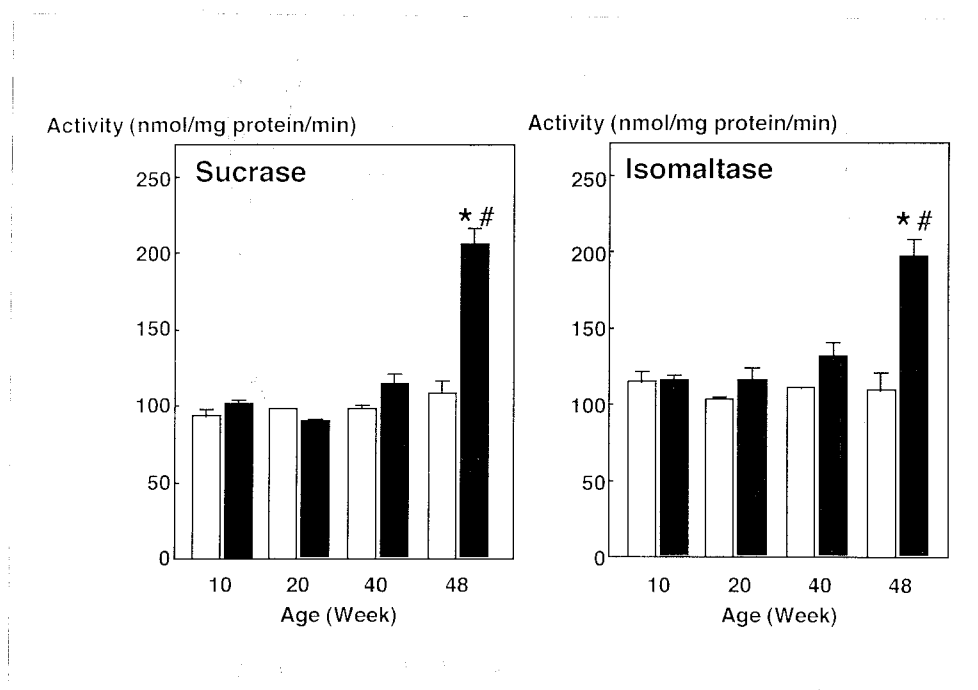 Activity (nmol/mg protein/min)
Sucrase
250
200
150
100
50
0
* #
10 20 40 48
Age (Week)
Activity (nmol/mg protein/min)
Isomaltase
250
200
150
100
50
0
* #
10 20 40 48
Age (Week)